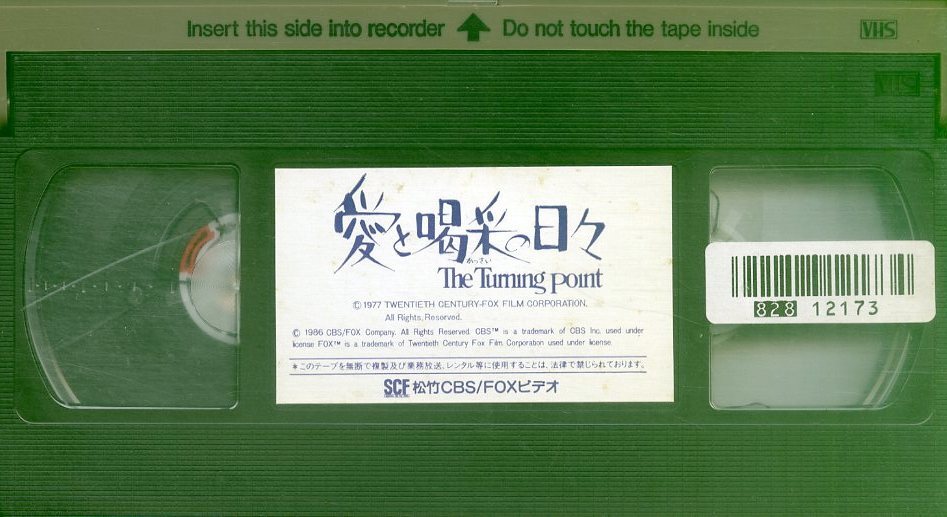 Insert this side into recorder Do not touch the tape inside VHS
VHS
愛と喝采の日々
かっさい
The Turning point
© 1977 TWENTIETH CENTURY-FOX FILM CORPORATION.
All Rights, Reserved.
© 1986 CBS/FOX Company. All Rights Reserved. CBS™ is a trademark of CBS Inc. used under
license FOX™ is a trademark of Twentieth Century Fox Film Corporation used under license.
*このテープを無断で複製及び業務放送、レンタル等に使用することは、法律で禁じられております。
SCF 松竹CBS/FOXビデオ
828 12173